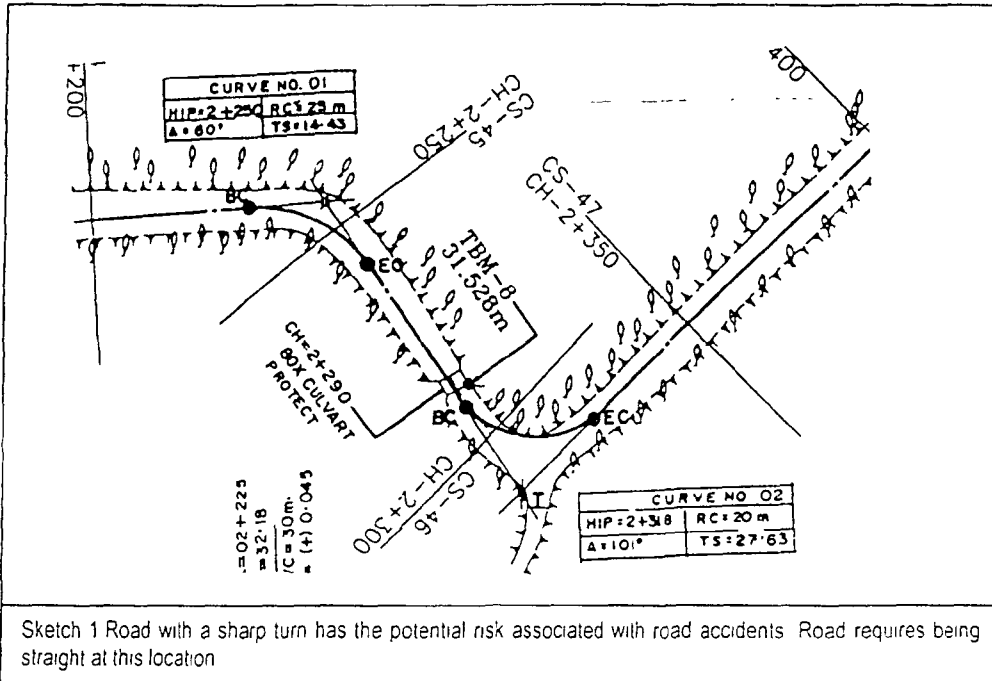 +200
CURVE NO. 01
HIP=2+250 RC=25 m
Δ=60° TS=14.43
CS-45
CH-2+250
400
CS-47
CH-2+350
BC
EC
TBM-8
31.528m
CH=2+290
BOX CULVART
PROTECT
BC
EC
CS-46
CH-2+300
I
=02+225
=32.18
/C=30m.
=(+) 0.045
CURVE NO 02
HIP=2+318 RC=20 m
Δ=101° TS=27.63
Sketch 1 Road with a sharp turn has the potential risk associated with road accidents Road requires being
straight at this location